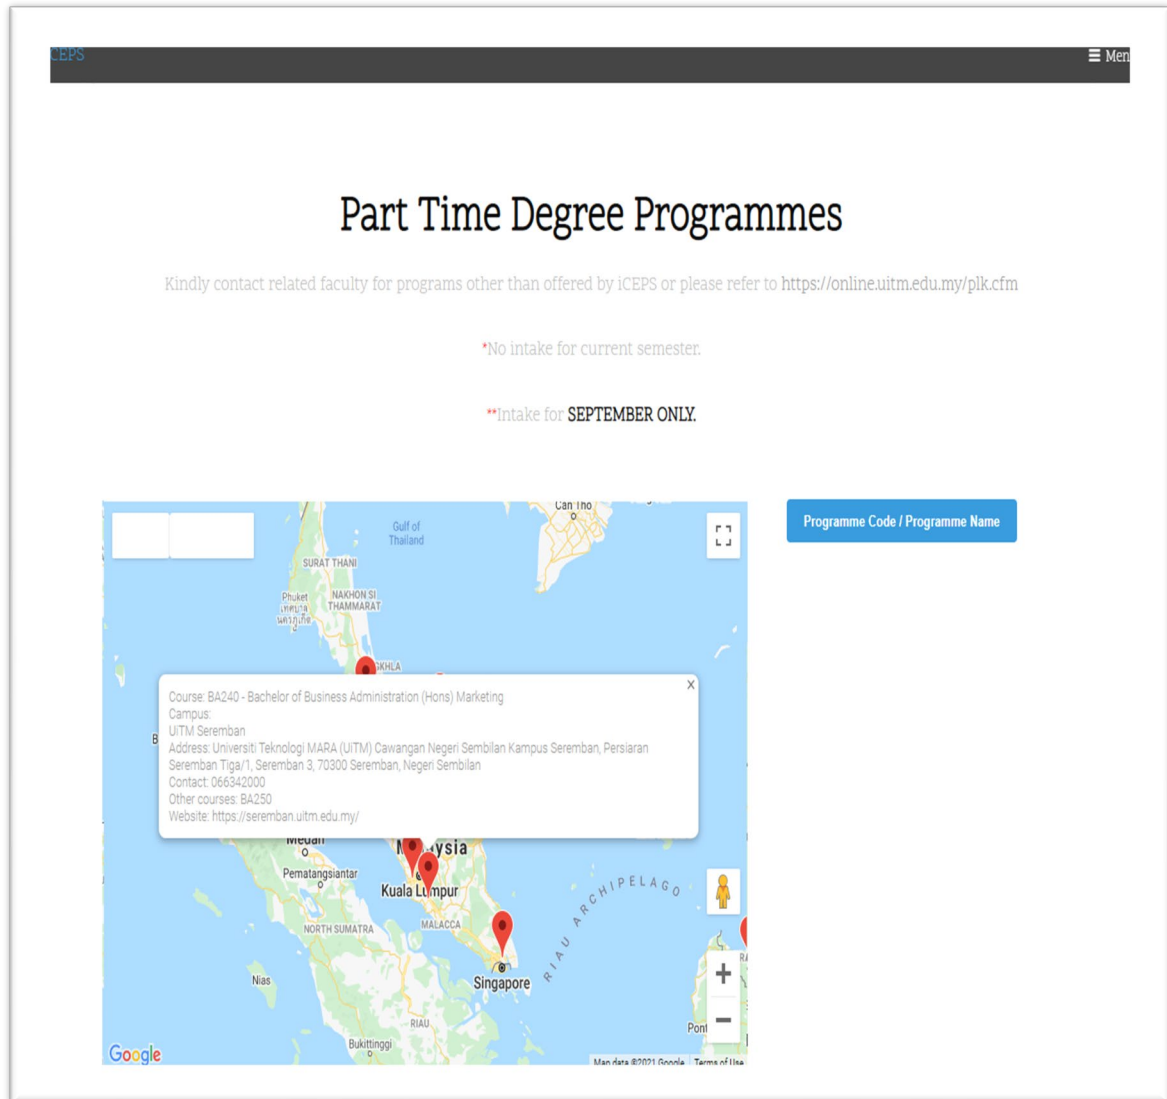 CEPS
Men
Part Time Degree Programmes
Kindly contact related faculty for programs other than offered by iCEPS or please refer to https://online.uitm.edu.my/plk.cfm
*No intake for current semester.
**Intake for SEPTEMBER ONLY.
Programme Code / Programme Name
Can Tho
Gulf of
Thailand
SURAT THANI
Phuket
NAKHON SI
THAMMARAT
GKHLA
X
Course: BA240 - Bachelor of Business Administration (Hons) Marketing
Campus:
UiTM Seremban
B
Address: Universiti Teknologi MARA (UiTM) Cawangan Negeri Sembilan Kampus Seremban, Persiaran
Seremban Tiga/1, Seremban 3, 70300 Seremban, Negeri Sembilan
Contact: 066342000
Other courses: BA250
Website: https://seremban.uitm.edu.my/
Medan
M ysia
Pematangsiantar
Kuala Lumpur
RIAU ARCHIPELAGO
NORTH SUMATRA
MALACCA
Singapore
Nias
RIAU
Pont
Bukittinggi
Google
Map data ©2021 Google
Terms of Use